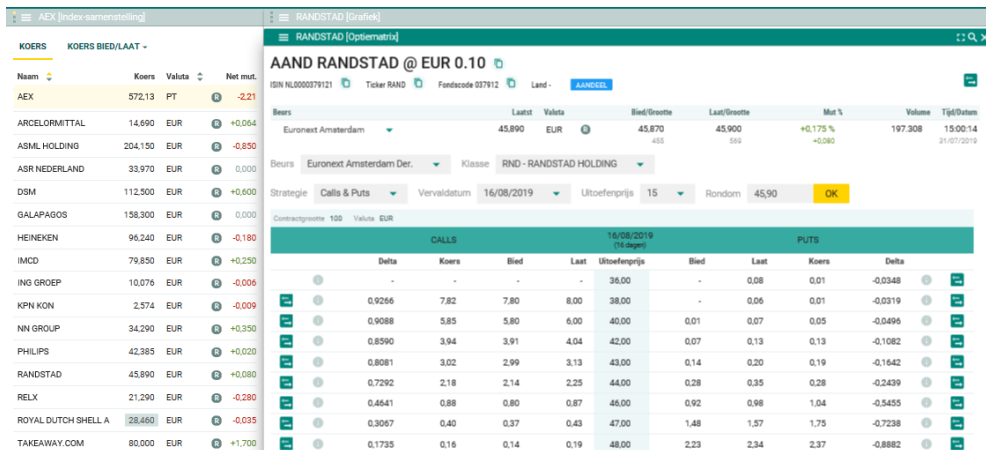 AEX [Index-samenstelling]
KOERS KOERS BIED/LAAT
Naam Koers Valuta Net mut.
AEX 572,13 PT R -2,21
ARCELORMITTAL 14,690 EUR R +0,064
ASML HOLDING 204,150 EUR R -0,850
ASR NEDERLAND 33,970 EUR R 0,000
DSM 112,500 EUR R +0,600
GALAPAGOS 158,300 EUR R 0,000
HEINEKEN 96,240 EUR R -0,180
IMCD 79,850 EUR R +0,250
ING GROEP 10,076 EUR R -0,006
KPN KON 2,574 EUR R -0,009
NN GROUP 34,290 EUR R +0,350
PHILIPS 42,385 EUR R +0,020
RANDSTAD 45,890 EUR R +0,080
RELX 21,290 EUR R -0,280
ROYAL DUTCH SHELL A 28,460 EUR R -0,035
TAKEAWAY.COM 80,000 EUR R +1,700
RANDSTAD [Grafiek]
RANDSTAD [Optiematrix]
AAND RANDSTAD @ EUR 0.10
ISIN NL0000379121 Ticker RAND Fondscode 037912 Land - AANDEEL
Beurs Laatst Valuta Bied/Grootte Laat/Grootte Mut % Volume Tijd/Datum
Euronext Amsterdam 45,890 EUR R 45,870 45,900 +0,175 % 197.308 15:00:14
455 569 +0,080 31/07/2019
Beurs Euronext Amsterdam Der. Klasse RND - RANDSTAD HOLDING
Strategie Calls & Puts Vervaldatum 16/08/2019 Uitoefenprijs 15 Rondom 45,90 OK
Contractgrootte 100 Valuta EUR
CALLS 16/08/2019 PUTS
(16 dagen)
Delta Koers Bied Laat Uitoefenprijs Bied Laat Koers Delta
- - - - 36,00 - 0,08 0,01 -0,0348
0,9266 7,82 7,80 8,00 38,00 - 0,06 0,01 -0,0319
0,9088 5,85 5,80 6,00 40,00 0,01 0,07 0,05 -0,0496
0,8590 3,94 3,91 4,04 42,00 0,07 0,13 0,13 -0,1082
0,8081 3,02 2,99 3,13 43,00 0,14 0,20 0,19 -0,1642
0,7292 2,18 2,14 2,25 44,00 0,28 0,35 0,28 -0,2439
0,4641 0,88 0,80 0,87 46,00 0,92 0,98 1,04 -0,5455
0,3067 0,40 0,37 0,43 47,00 1,48 1,57 1,75 -0,7238
0,1735 0,16 0,14 0,19 48,00 2,23 2,34 2,37 -0,8882